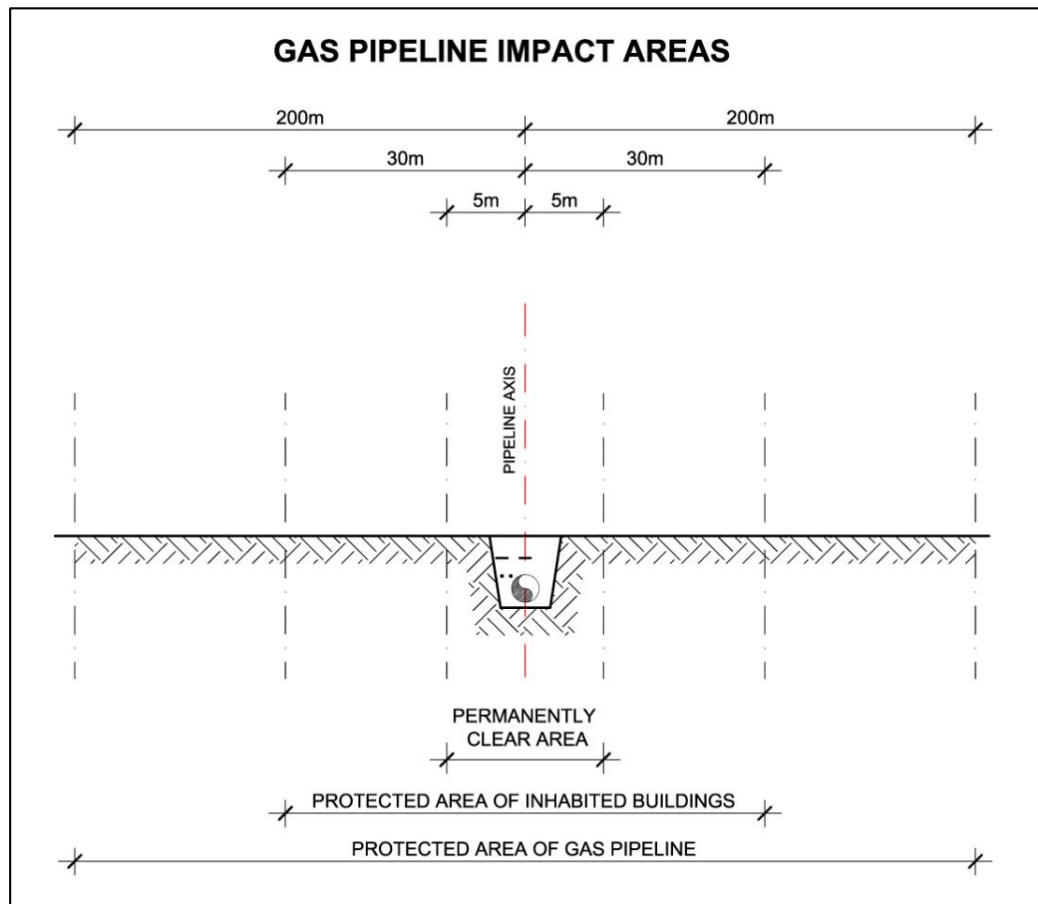 GAS PIPELINE IMPACT AREAS
200m 200m
30m 30m
5m 5m
PIPELINE AXIS
PERMANENTLY
CLEAR AREA
PROTECTED AREA OF INHABITED BUILDINGS
PROTECTED AREA OF GAS PIPELINE